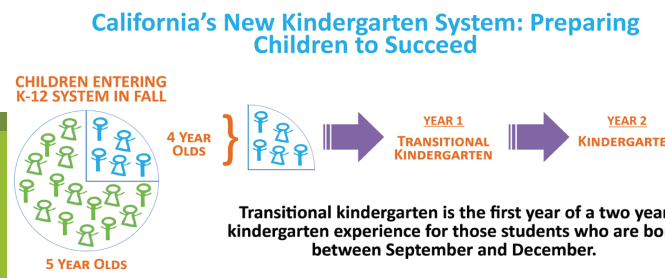 California's New Kindergarten System: Preparing
Children to Succeed
CHILDREN ENTERING
K-12 SYSTEM IN FALL
4 YEAR
OLDS
YEAR 1
TRANSITIONAL
KINDERGARTEN
YEAR 2
KINDERGARTE
5 YEAR OLDS
Transitional kindergarten is the first year of a two year
kindergarten experience for those students who are bo
between September and December.